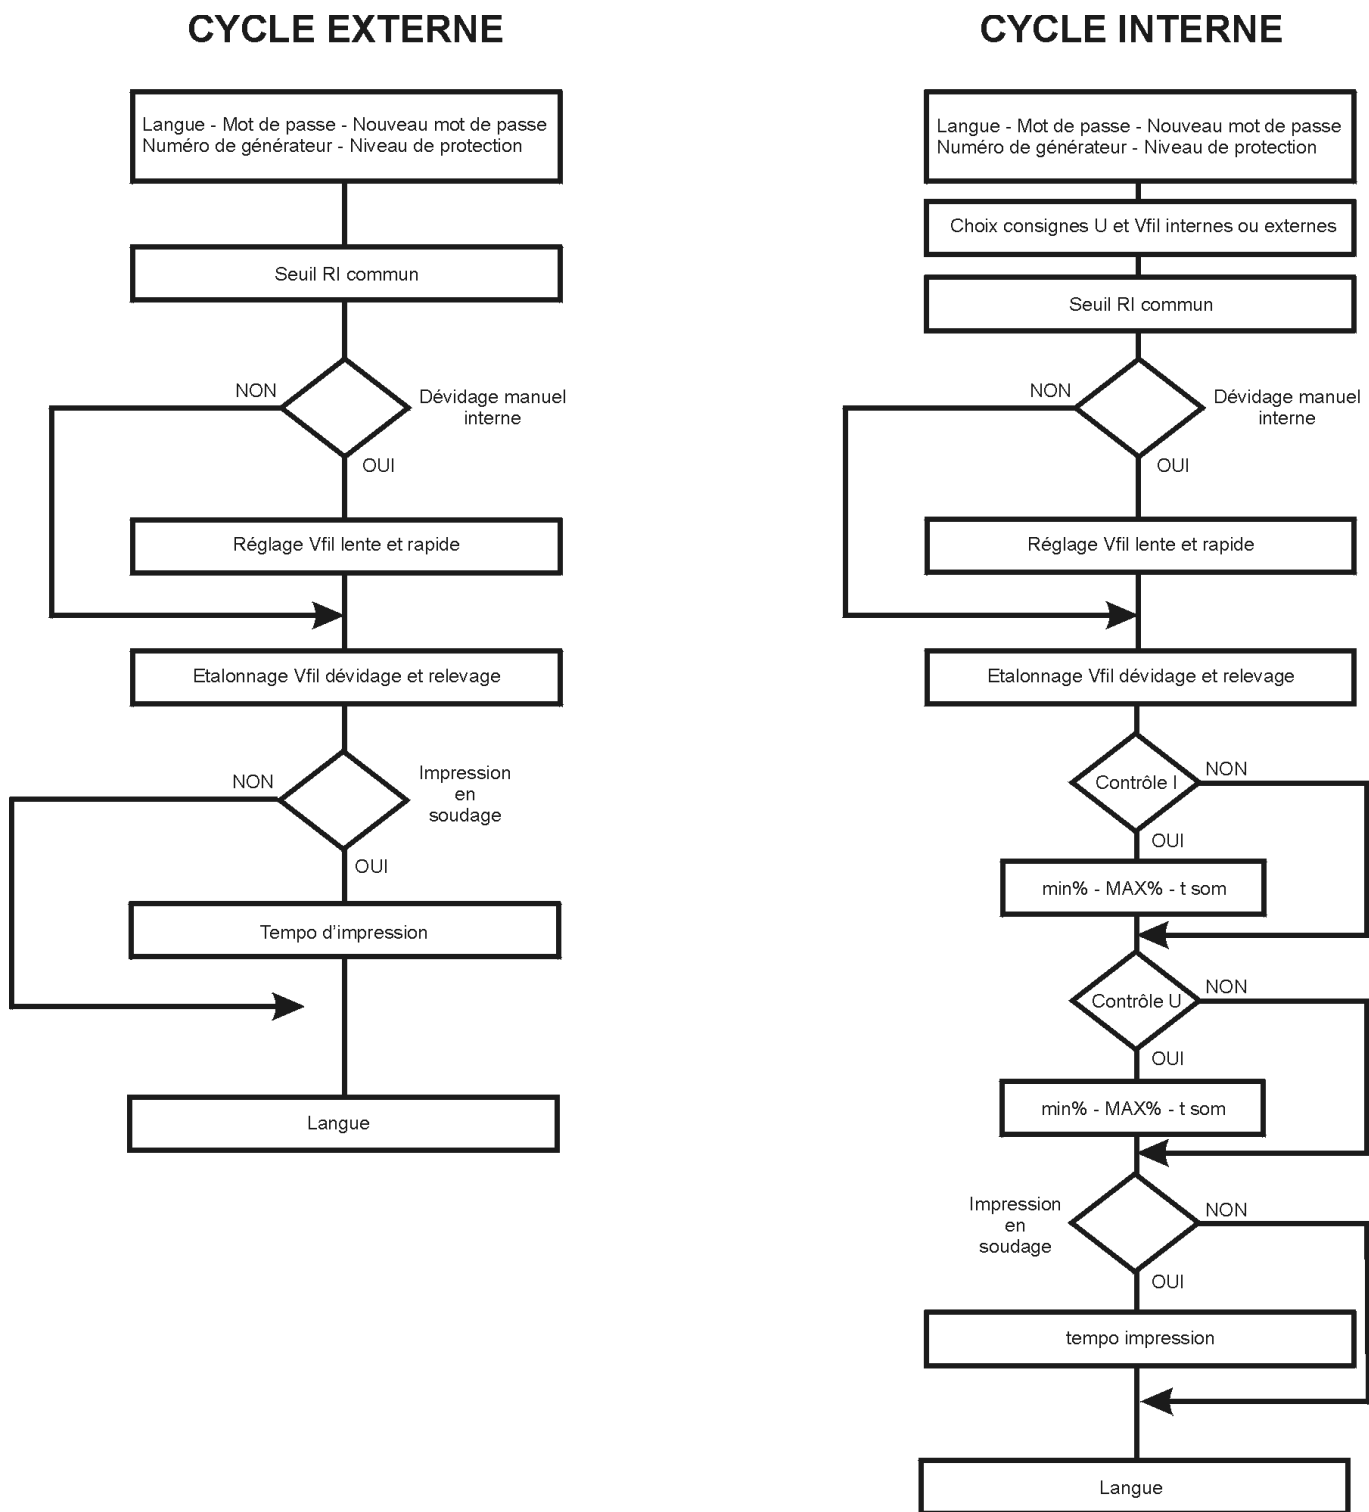 CYCLE EXTERNE
Langue - Mot de passe - Nouveau mot de passe
Numéro de générateur - Niveau de protection
Seuil RI commun
NON
Dévidage manuel
interne
OUI
Réglage Vfil lente et rapide
Etalonnage Vfil dévidage et relevage
NON
Impression
en
soudage
OUI
Tempo d'impression
Langue
CYCLE INTERNE
Langue - Mot de passe - Nouveau mot de passe
Numéro de générateur - Niveau de protection
Choix consignes U et Vfil internes ou externes
Seuil RI commun
NON
Dévidage manuel
interne
OUI
Réglage Vfil lente et rapide
Etalonnage Vfil dévidage et relevage
Contrôle I
NON
OUI
min% - MAX% - t som
Contrôle U
NON
OUI
min% - MAX% - t som
Impression
en
soudage
NON
OUI
tempo impression
Langue